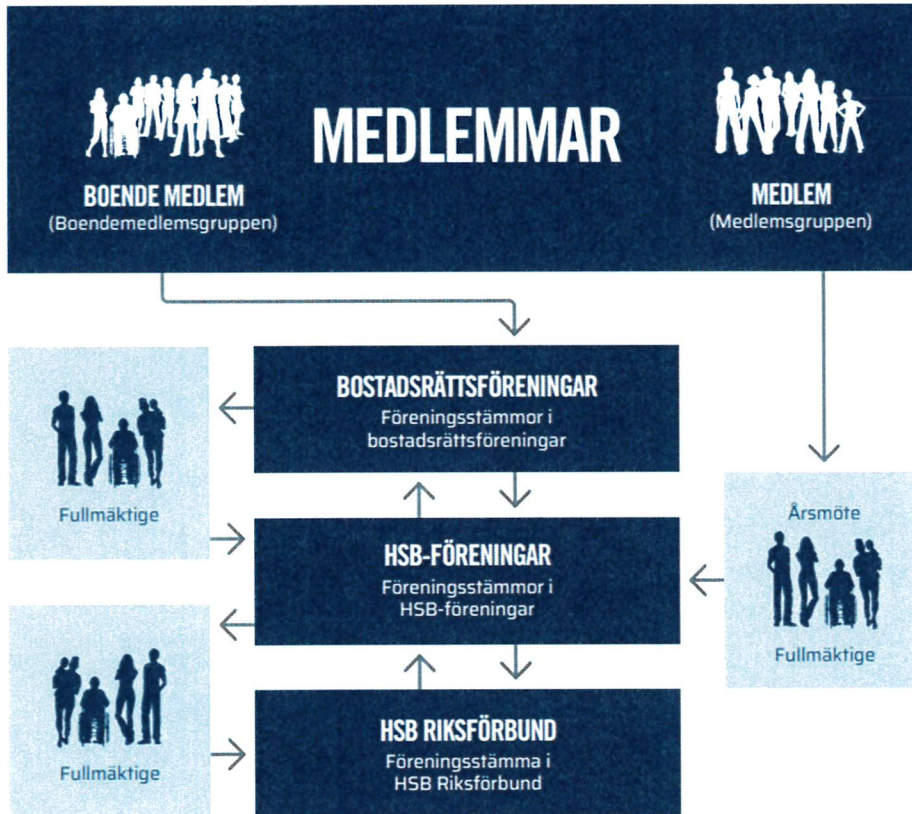 MEDLEMMAR
BOENDE MEDLEM
(Boendemedlemsgruppen)
MEDLEM
(Medlemsgruppen)
BOSTADSRÄTTSFÖRENINGAR
Föreningsstämmor i
bostadsrättsföreningar
Fullmäktige
Årsmöte
Fullmäktige
HSB-FÖRENINGAR
Föreningsstämmor i
HSB-föreningar
Fullmäktige
HSB RIKSFÖRBUND
Föreningsstämma i
HSB Riksförbund